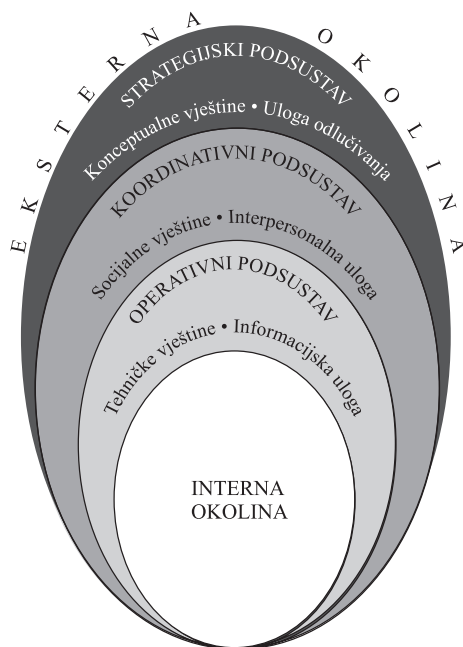 EKSTERNA OKOLINA
STRATEGIJSKI PODSUSTAV
Konceptualne vještine • Uloga odlučivanja
KOORDINATIVNI PODSUSTAV
Socijalne vještine • Interpersonalna uloga
OPERATIVNI PODSUSTAV
Tehničke vještine • Informacijska uloga
INTERNA
OKOLINA